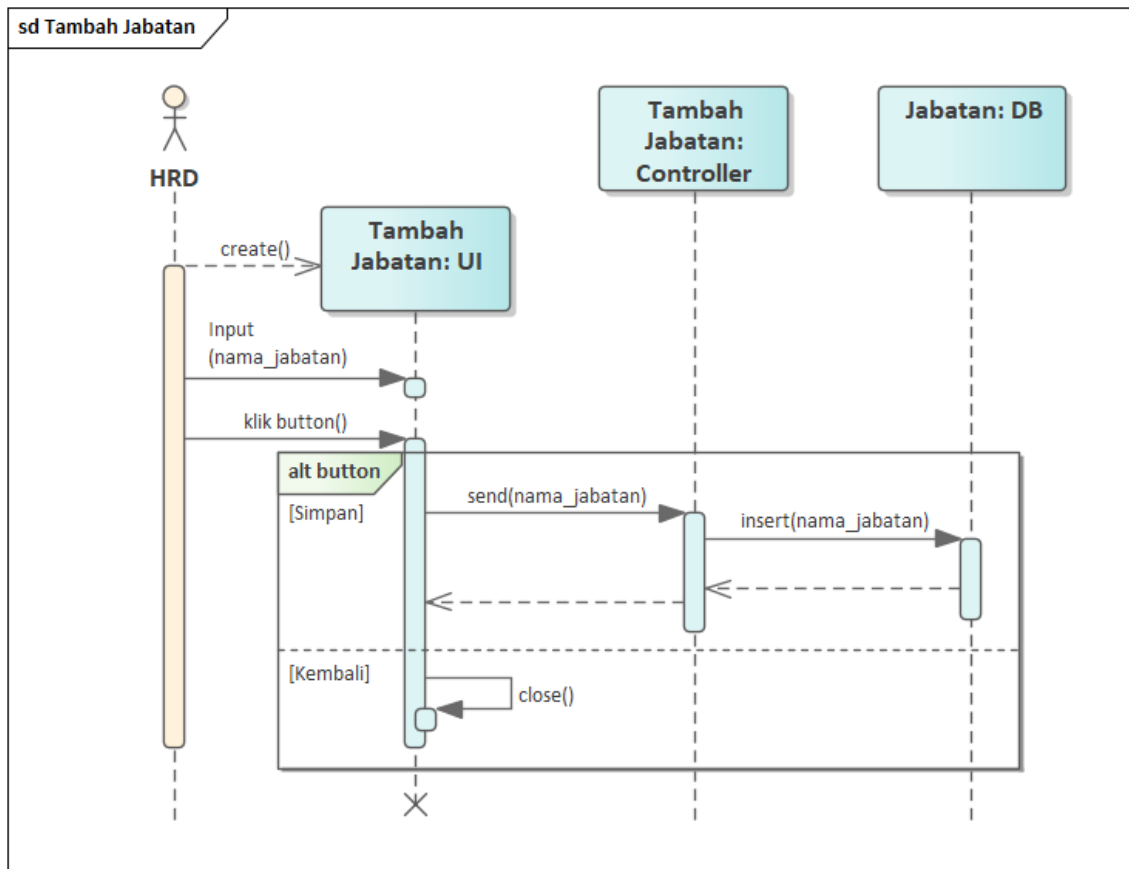 sd Tambah Jabatan
HRD
Tambah
Jabatan: UI
Tambah
Jabatan:
Controller
Jabatan: DB
create()
Input
(nama_jabatan)
klik button()
alt button
[Simpan]
send(nama_jabatan)
insert(nama_jabatan)
[Kembali]
close()